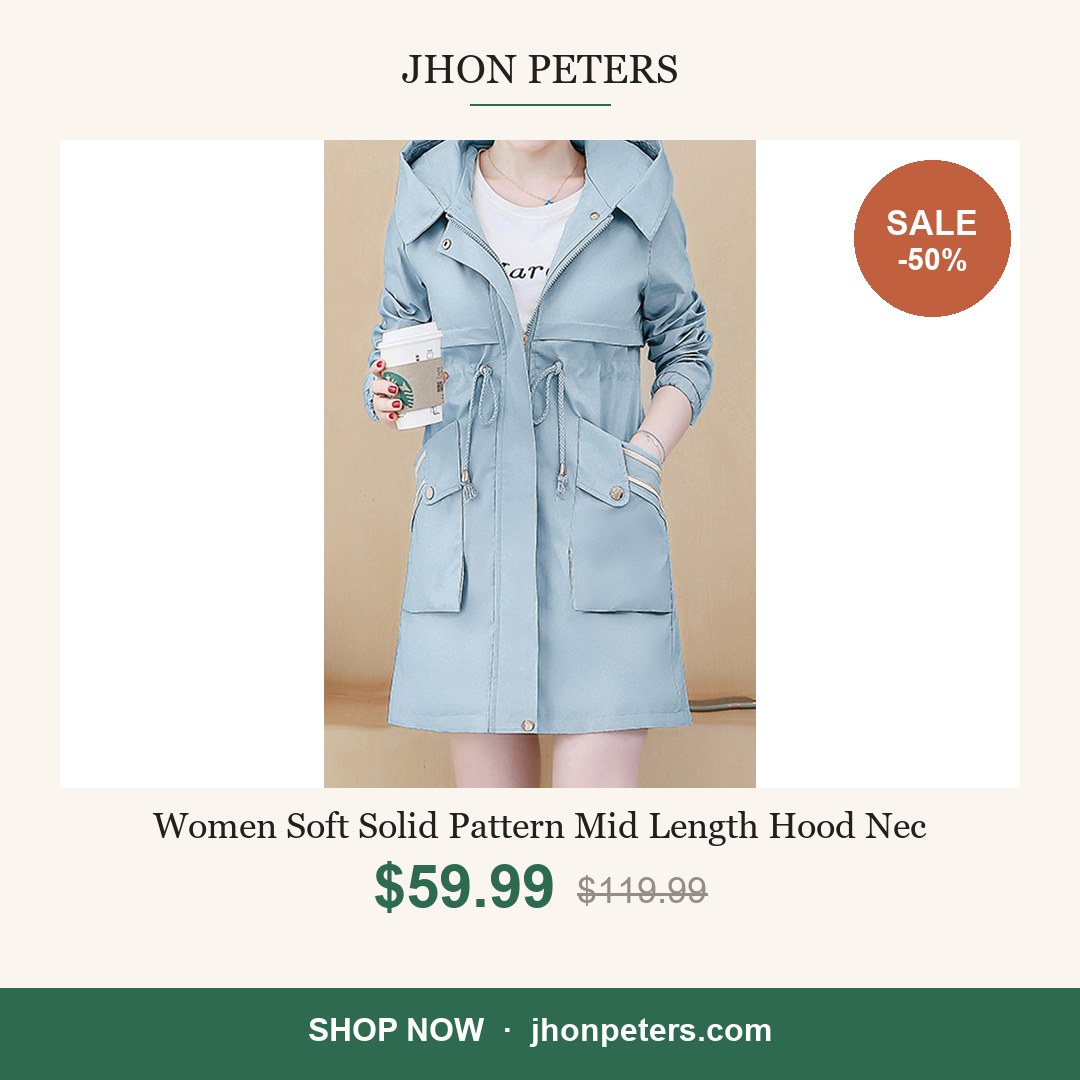 JHON PETERS
SALE
-50%
Women Soft Solid Pattern Mid Length Hood Nec
$59.99 $119.99
SHOP NOW · jhonpeters.com